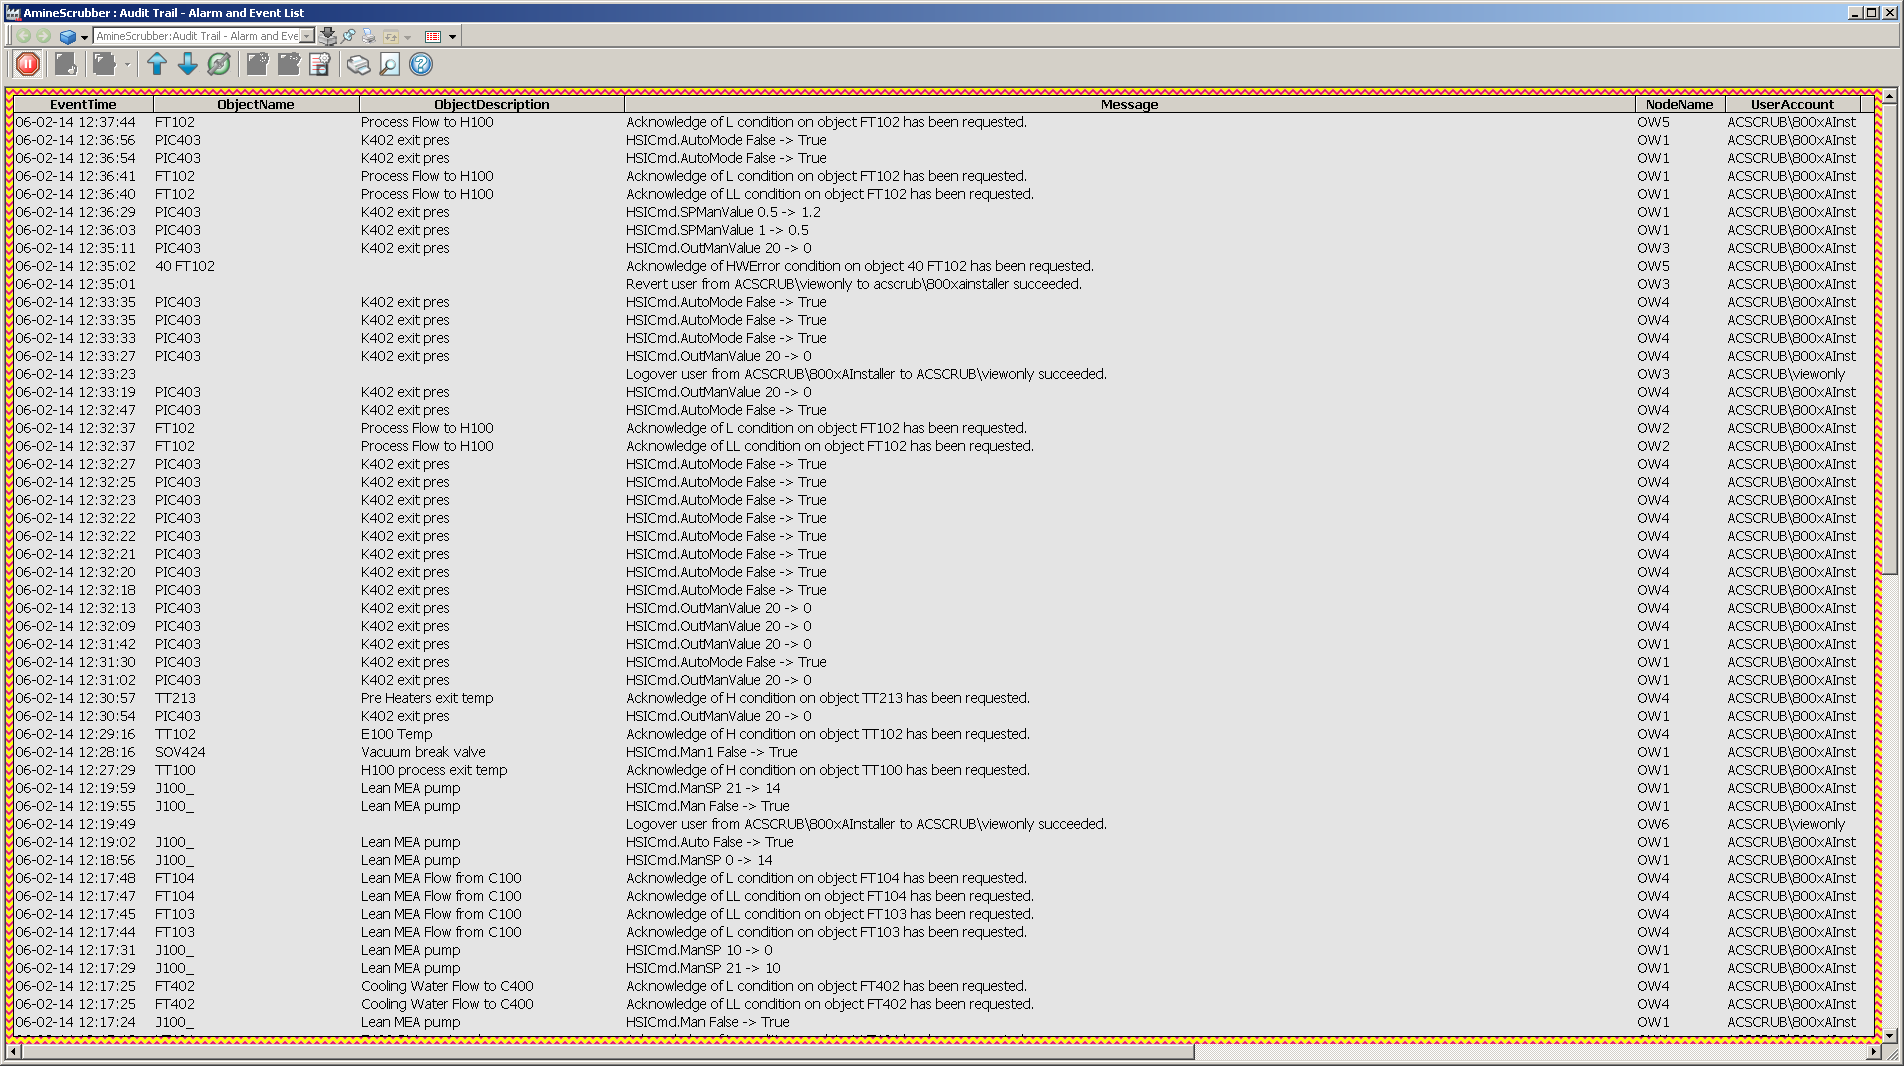 AmineScrubber : Audit Trail - Alarm and Event List
AmineScrubber:Audit Trail - Alarm and Eve
EventTime ObjectName ObjectDescription Message NodeName UserAccount
06-02-14 12:37:44 FT102 Process Flow to H100 Acknowledge of L condition on object FT102 has been requested. OW5 ACSCRUB\800xAInst
06-02-14 12:36:56 PIC403 K402 exit pres HSICmd.AutoMode False -> True OW1 ACSCRUB\800xAInst
06-02-14 12:36:54 PIC403 K402 exit pres HSICmd.AutoMode False -> True OW1 ACSCRUB\800xAInst
06-02-14 12:36:41 FT102 Process Flow to H100 Acknowledge of L condition on object FT102 has been requested. OW1 ACSCRUB\800xAInst
06-02-14 12:36:40 FT102 Process Flow to H100 Acknowledge of LL condition on object FT102 has been requested. OW1 ACSCRUB\800xAInst
06-02-14 12:36:29 PIC403 K402 exit pres HSICmd.SPManValue 0.5 -> 1.2 OW1 ACSCRUB\800xAInst
06-02-14 12:36:03 PIC403 K402 exit pres HSICmd.SPManValue 1 -> 0.5 OW1 ACSCRUB\800xAInst
06-02-14 12:35:11 PIC403 K402 exit pres HSICmd.OutManValue 20 -> 0 OW3 ACSCRUB\800xAInst
06-02-14 12:35:02 40 FT102 Acknowledge of HWError condition on object 40 FT102 has been requested. OW5 ACSCRUB\800xAInst
06-02-14 12:35:01 Revert user from ACSCRUB\viewonly to acscrub\800xainstaller succeeded. OW3 ACSCRUB\800xAInst
06-02-14 12:33:35 PIC403 K402 exit pres HSICmd.AutoMode False -> True OW4 ACSCRUB\800xAInst
06-02-14 12:33:35 PIC403 K402 exit pres HSICmd.AutoMode False -> True OW4 ACSCRUB\800xAInst
06-02-14 12:33:33 PIC403 K402 exit pres HSICmd.AutoMode False -> True OW4 ACSCRUB\800xAInst
06-02-14 12:33:27 PIC403 K402 exit pres HSICmd.OutManValue 20 -> 0 OW4 ACSCRUB\800xAInst
06-02-14 12:33:23 Logover user from ACSCRUB\800xAInstaller to ACSCRUB\viewonly succeeded. OW3 ACSCRUB\viewonly
06-02-14 12:33:19 PIC403 K402 exit pres HSICmd.OutManValue 20 -> 0 OW4 ACSCRUB\800xAInst
06-02-14 12:32:47 PIC403 K402 exit pres HSICmd.AutoMode False -> True OW4 ACSCRUB\800xAInst
06-02-14 12:32:37 FT102 Process Flow to H100 Acknowledge of L condition on object FT102 has been requested. OW2 ACSCRUB\800xAInst
06-02-14 12:32:37 FT102 Process Flow to H100 Acknowledge of LL condition on object FT102 has been requested. OW2 ACSCRUB\800xAInst
06-02-14 12:32:27 PIC403 K402 exit pres HSICmd.AutoMode False -> True OW4 ACSCRUB\800xAInst
06-02-14 12:32:25 PIC403 K402 exit pres HSICmd.AutoMode False -> True OW4 ACSCRUB\800xAInst
06-02-14 12:32:23 PIC403 K402 exit pres HSICmd.AutoMode False -> True OW4 ACSCRUB\800xAInst
06-02-14 12:32:22 PIC403 K402 exit pres HSICmd.AutoMode False -> True OW4 ACSCRUB\800xAInst
06-02-14 12:32:22 PIC403 K402 exit pres HSICmd.AutoMode False -> True OW4 ACSCRUB\800xAInst
06-02-14 12:32:21 PIC403 K402 exit pres HSICmd.AutoMode False -> True OW4 ACSCRUB\800xAInst
06-02-14 12:32:20 PIC403 K402 exit pres HSICmd.AutoMode False -> True OW4 ACSCRUB\800xAInst
06-02-14 12:32:18 PIC403 K402 exit pres HSICmd.AutoMode False -> True OW4 ACSCRUB\800xAInst
06-02-14 12:32:13 PIC403 K402 exit pres HSICmd.OutManValue 20 -> 0 OW4 ACSCRUB\800xAInst
06-02-14 12:32:09 PIC403 K402 exit pres HSICmd.OutManValue 20 -> 0 OW4 ACSCRUB\800xAInst
06-02-14 12:31:42 PIC403 K402 exit pres HSICmd.OutManValue 20 -> 0 OW1 ACSCRUB\800xAInst
06-02-14 12:31:30 PIC403 K402 exit pres HSICmd.AutoMode False -> True OW1 ACSCRUB\800xAInst
06-02-14 12:31:02 PIC403 K402 exit pres HSICmd.OutManValue 20 -> 0 OW1 ACSCRUB\800xAInst
06-02-14 12:30:57 TT213 Pre Heaters exit temp Acknowledge of H condition on object TT213 has been requested. OW4 ACSCRUB\800xAInst
06-02-14 12:30:54 PIC403 K402 exit pres HSICmd.OutManValue 20 -> 0 OW1 ACSCRUB\800xAInst
06-02-14 12:29:16 TT102 E100 Temp Acknowledge of H condition on object TT102 has been requested. OW4 ACSCRUB\800xAInst
06-02-14 12:28:16 SOV424 Vacuum break valve HSICmd.Man1 False -> True OW1 ACSCRUB\800xAInst
06-02-14 12:27:29 TT100 H100 process exit temp Acknowledge of H condition on object TT100 has been requested. OW1 ACSCRUB\800xAInst
06-02-14 12:19:59 J100_ Lean MEA pump HSICmd.ManSP 21 -> 14 OW1 ACSCRUB\800xAInst
06-02-14 12:19:55 J100_ Lean MEA pump HSICmd.Man False -> True OW1 ACSCRUB\800xAInst
06-02-14 12:19:49 Logover user from ACSCRUB\800xAInstaller to ACSCRUB\viewonly succeeded. OW6 ACSCRUB\viewonly
06-02-14 12:19:02 J100_ Lean MEA pump HSICmd.Auto False -> True OW1 ACSCRUB\800xAInst
06-02-14 12:18:56 J100_ Lean MEA pump HSICmd.ManSP 0 -> 14 OW1 ACSCRUB\800xAInst
06-02-14 12:17:48 FT104 Lean MEA Flow from C100 Acknowledge of L condition on object FT104 has been requested. OW4 ACSCRUB\800xAInst
06-02-14 12:17:47 FT104 Lean MEA Flow from C100 Acknowledge of LL condition on object FT104 has been requested. OW4 ACSCRUB\800xAInst
06-02-14 12:17:45 FT103 Lean MEA Flow from C100 Acknowledge of LL condition on object FT103 has been requested. OW4 ACSCRUB\800xAInst
06-02-14 12:17:44 FT103 Lean MEA Flow from C100 Acknowledge of L condition on object FT103 has been requested. OW4 ACSCRUB\800xAInst
06-02-14 12:17:31 J100_ Lean MEA pump HSICmd.ManSP 10 -> 0 OW1 ACSCRUB\800xAInst
06-02-14 12:17:29 J100_ Lean MEA pump HSICmd.ManSP 21 -> 10 OW1 ACSCRUB\800xAInst
06-02-14 12:17:25 FT402 Cooling Water Flow to C400 Acknowledge of L condition on object FT402 has been requested. OW4 ACSCRUB\800xAInst
06-02-14 12:17:25 FT402 Cooling Water Flow to C400 Acknowledge of LL condition on object FT402 has been requested. OW4 ACSCRUB\800xAInst
06-02-14 12:17:24 J100_ Lean MEA pump HSICmd.Man False -> True OW1 ACSCRUB\800xAInst